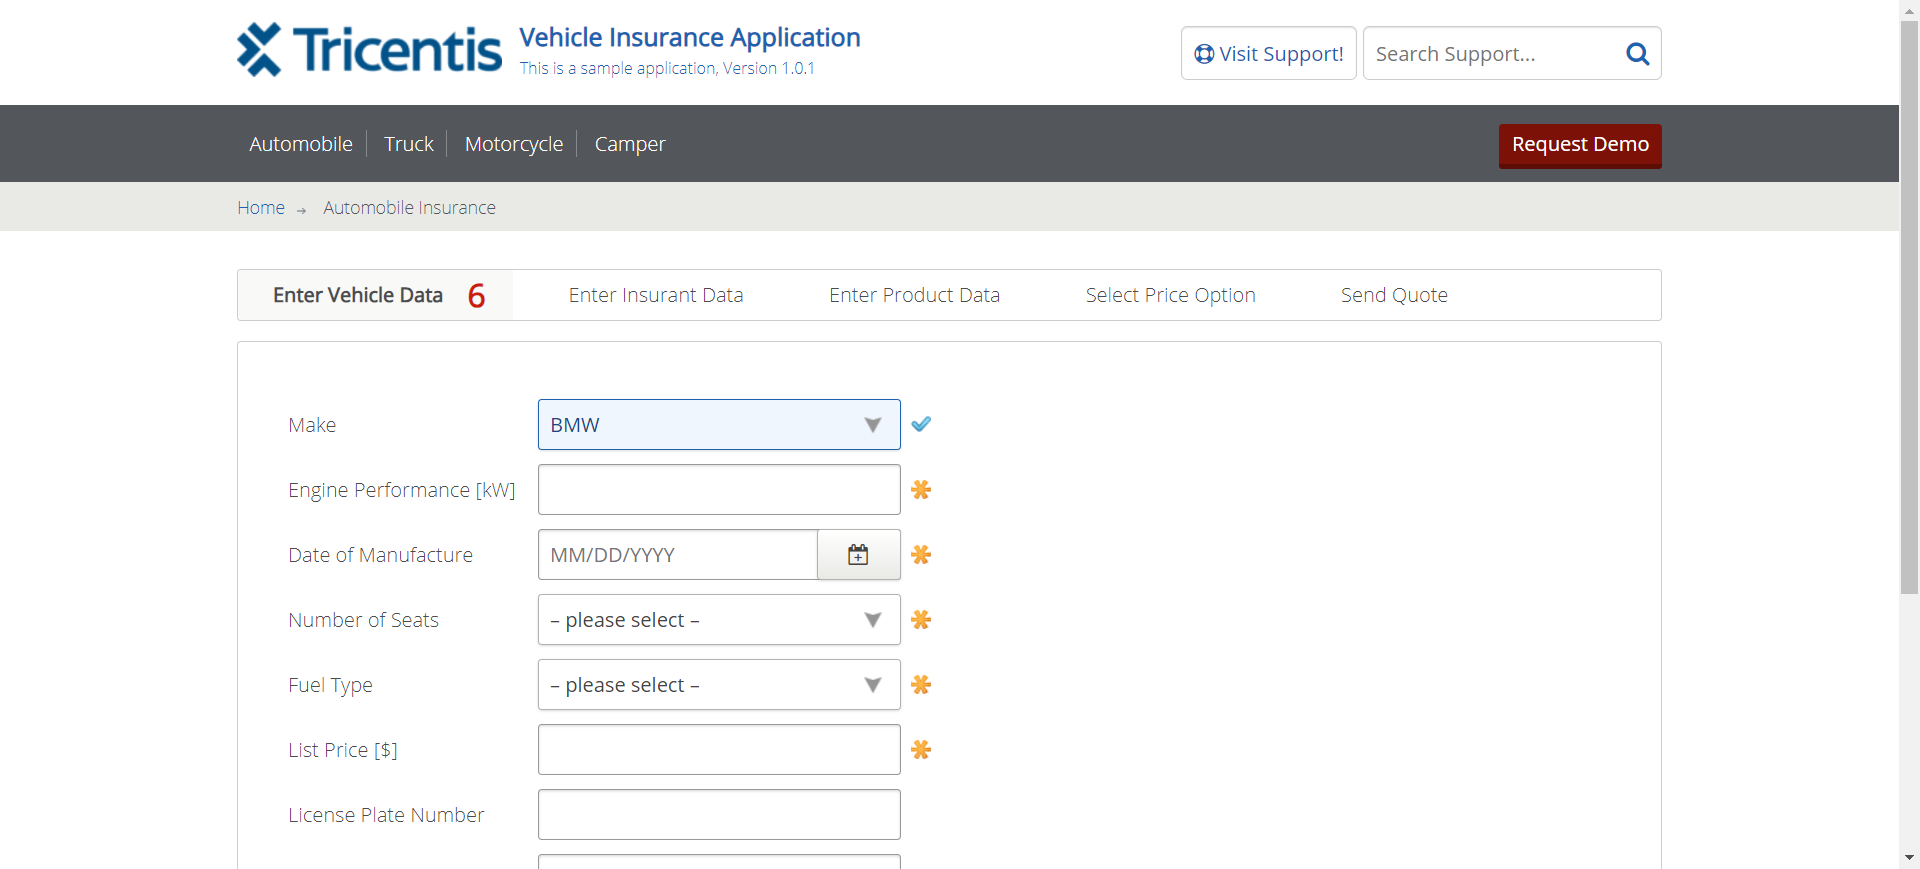 Tricentis
Vehicle Insurance Application
This is a sample application, Version 1.0.1
Visit Support!
Search Support...
Automobile
Truck
Motorcycle
Camper
Request Demo
Home → Automobile Insurance
Enter Vehicle Data 6
Enter Insurant Data
Enter Product Data
Select Price Option
Send Quote
Make
BMW
Engine Performance [kW]
Date of Manufacture
MM/DD/YYYY
Number of Seats
– please select –
Fuel Type
– please select –
List Price [$]
License Plate Number